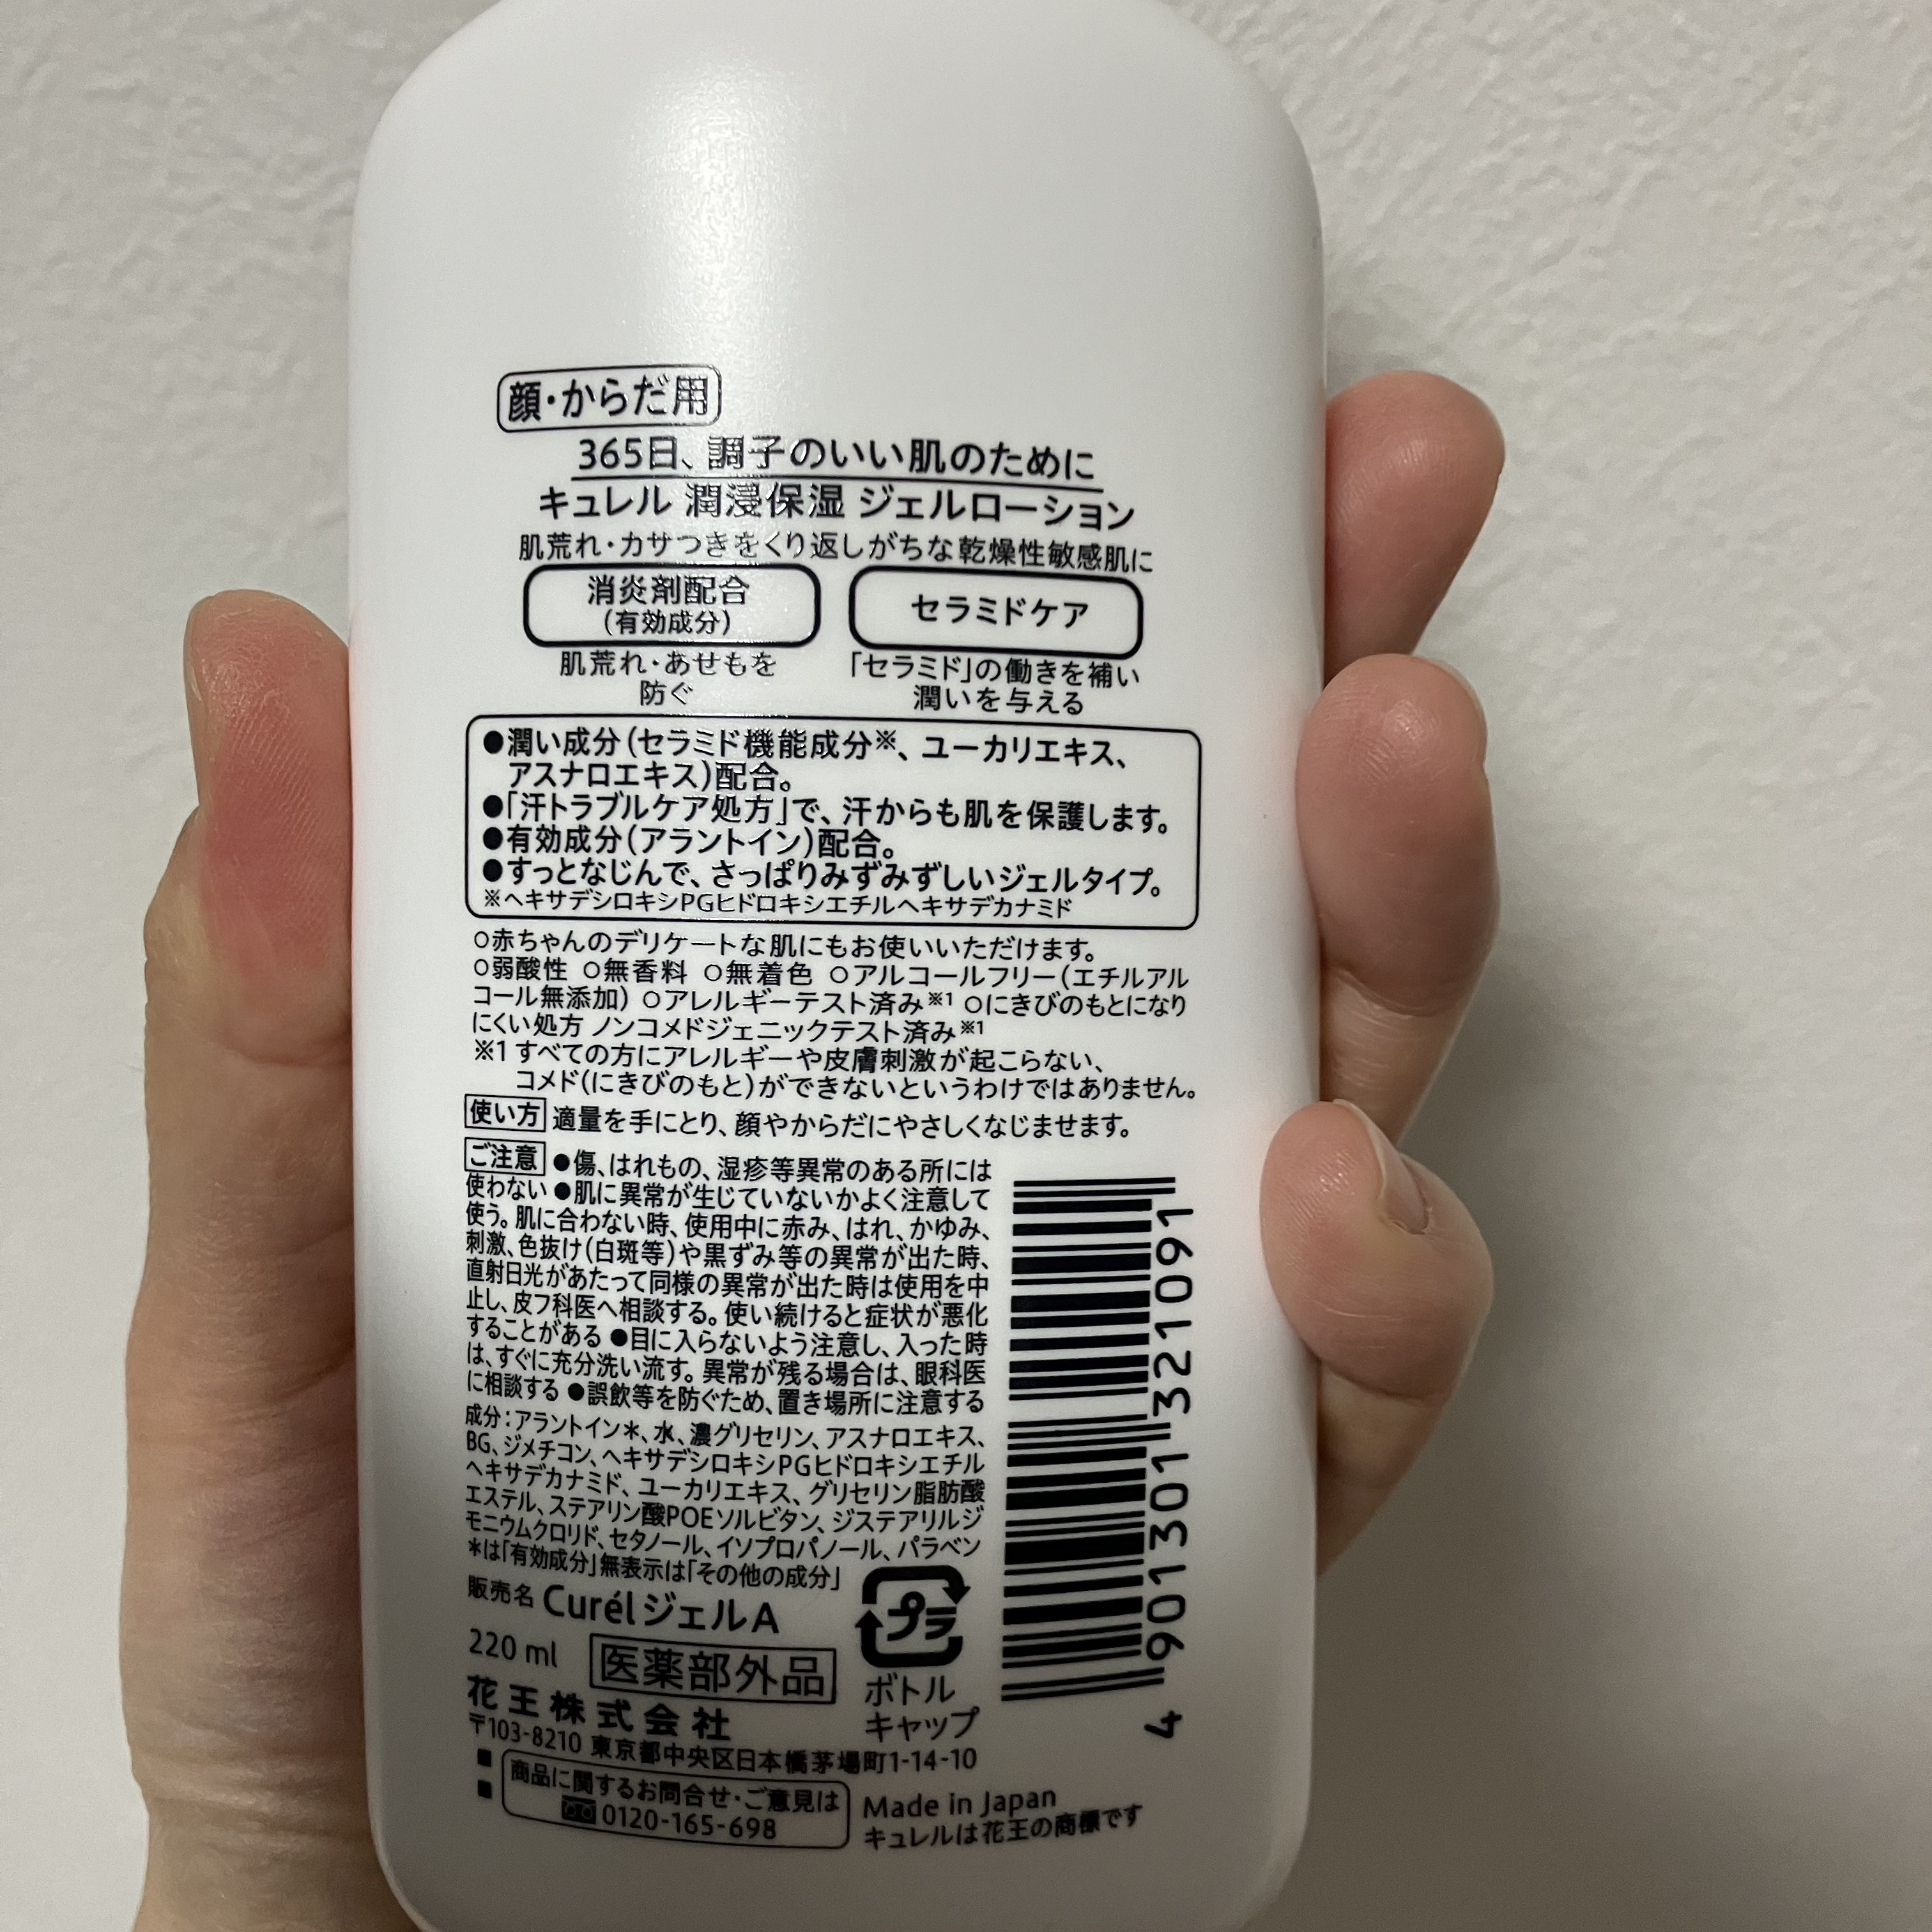 顔・からだ用
365日、調子のいい肌のために
キュレル 潤浸保湿 ジェルローション
肌荒れ・カサつきをくり返しがちな乾燥性敏感肌に
消炎剤配合
(有効成分)
セラミドケア
肌荒れ・あせもを
防ぐ
「セラミド」の働きを補い
潤いを与える
●潤い成分(セラミド機能成分※、ユーカリエキス、
アスナロエキス)配合。
●「汗トラブルケア処方」で、汗からも肌を保護します。
●有効成分(アラントイン)配合。
●すっとなじんで、さっぱりみずみずしいジェルタイプ。
※ヘキサデシロキシPGヒドロキシエチルヘキサデカナミド
○赤ちゃんのデリケートな肌にもお使いいただけます。
○弱酸性 ○無香料 ○無着色 ○アルコールフリー(エチルアル
コール無添加) ○アレルギーテスト済み※1 ○にきびのもとになり
にくい処方 ノンコメドジェニックテスト済み※1
※1 すべての方にアレルギーや皮膚刺激が起こらない、
コメド(にきびのもと)ができないというわけではありません。
使い方 適量を手にとり、顔やからだにやさしくなじませます。
ご注意 ●傷、はれもの、湿疹等異常のある所には
使わない ●肌に異常が生じていないかよく注意して
使う。肌に合わない時、使用中に赤み、はれ、かゆみ、
刺激、色抜け(白斑等)や黒ずみ等の異常が出た時、
直射日光があたって同様の異常が出た時は使用を中
止し、皮フ科医へ相談する。使い続けると症状が悪化
することがある ●目に入らないよう注意し、入った時
は、すぐに充分洗い流す。異常が残る場合は、眼科医
に相談する ●誤飲等を防ぐため、置き場所に注意する
成分：アラントイン＊、水、濃グリセリン、アスナロエキス、
BG、ジメチコン、ヘキサデシロキシPGヒドロキシエチル
ヘキサデカナミド、ユーカリエキス、グリセリン脂肪酸
エステル、ステアリン酸POEソルビタン、ジステアリルジ
モニウムクロリド、セタノール、イソプロパノール、パラベン
＊は「有効成分」無表示は「その他の成分」
販売名 CurélジェルA
220 ml 医薬部外品
プラ
ボトル
キャップ
花王株式会社
〒103-8210 東京都中央区日本橋茅場町1-14-10
商品に関するお問合せ・ご意見は
0120-165-698
Made in Japan
キュレルは花王の商標です
4 901301 321091